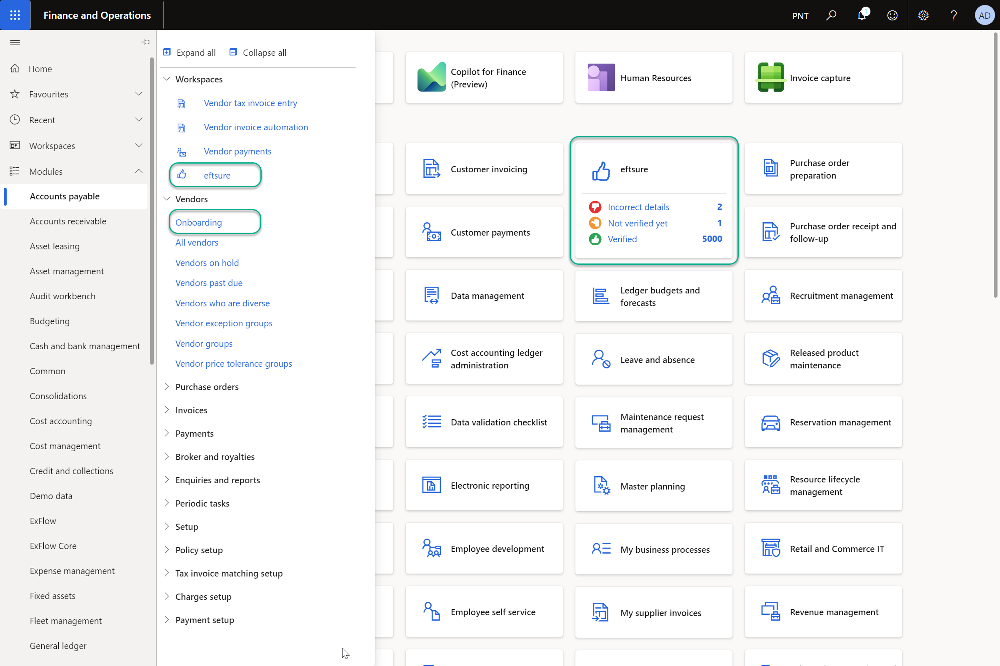 Finance and Operations
PNT
1
AD
Home
Favourites
Recent
Workspaces
Modules
Accounts payable
Accounts receivable
Asset leasing
Asset management
Audit workbench
Budgeting
Cash and bank management
Common
Consolidations
Cost accounting
Cost management
Credit and collections
Demo data
ExFlow
ExFlow Core
Expense management
Fixed assets
Fleet management
General ledger
Expand all
Collapse all
Workspaces
Vendor tax invoice entry
Vendor invoice automation
Vendor payments
eftsure
Vendors
Onboarding
All vendors
Vendors on hold
Vendors past due
Vendors who are diverse
Vendor exception groups
Vendor groups
Vendor price tolerance groups
Purchase orders
Invoices
Payments
Broker and royalties
Enquiries and reports
Periodic tasks
Setup
Policy setup
Tax invoice matching setup
Charges setup
Payment setup
Copilot for Finance
(Preview)
Human Resources
Invoice capture
Customer invoicing
Customer payments
Data management
Cost accounting ledger
administration
Data validation checklist
Electronic reporting
Employee development
Employee self service
eftsure
Incorrect details 2
Not verified yet 1
Verified 5000
Ledger budgets and
forecasts
Leave and absence
Maintenance request
management
Master planning
My business processes
My supplier invoices
Purchase order
preparation
Purchase order receipt and
follow-up
Recruitment management
Released product
maintenance
Reservation management
Resource lifecycle
management
Retail and Commerce IT
Revenue management